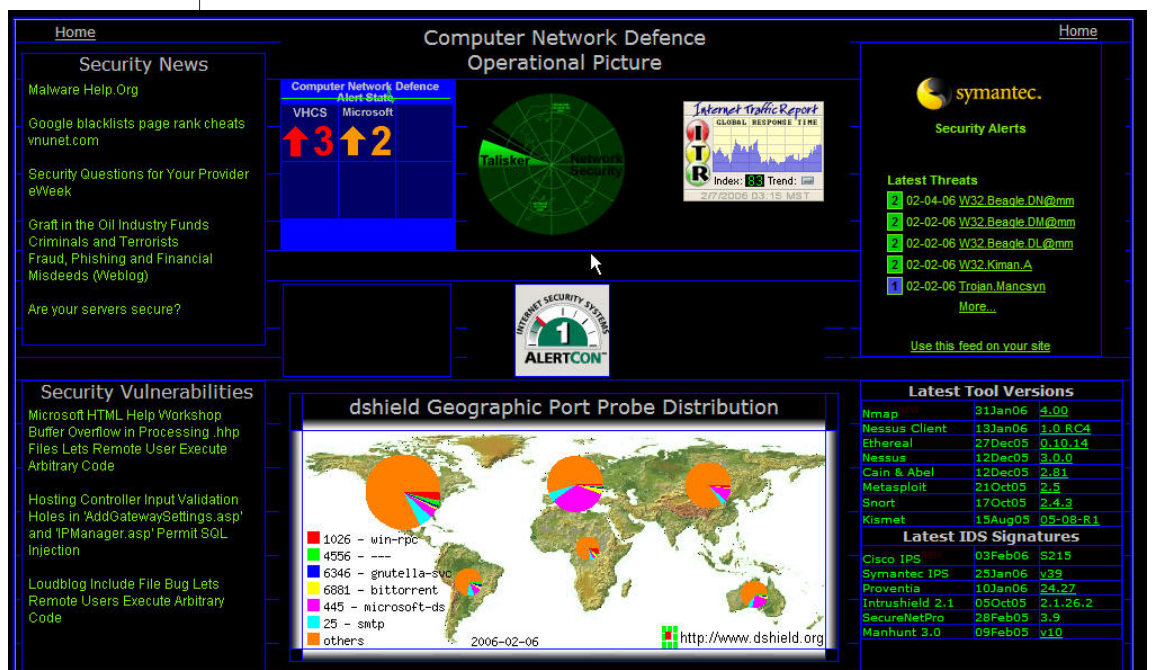 Home
Computer Network Defence
Operational Picture
Home
Security News
Malware Help.Org
Google blacklists page rank cheats
vnunet.com
Security Questions for Your Provider
eWeek
Graft in the Oil Industry Funds
Criminals and Terrorists
Fraud, Phishing and Financial
Misdeeds (Weblog)
Are your servers secure?
Computer Network Defence
Alert State
VHCS Microsoft
3 2
Talisker
Network
Security
Internet Traffic Report
GLOBAL RESPONSE TIME
ITR
Index: 83 Trend:
2/7/2006 03:15 MST
INTERNET SECURITY SYSTEMS
1
ALERTCON™
symantec.
Security Alerts
Latest Threats
2 02-04-06 W32.Beagle.DN@mm
2 02-02-06 W32.Beagle.DM@mm
2 02-02-06 W32.Beagle.DL@mm
2 02-02-06 W32.Kiman.A
1 02-02-06 Trojan.Mancsyn
More...
Use this feed on your site
Security Vulnerabilities
Microsoft HTML Help Workshop
Buffer Overflow in Processing .hhp
Files Lets Remote User Execute
Arbitrary Code
Hosting Controller Input Validation
Holes in 'AddGatewaySettings.asp'
and 'IPManager.asp' Permit SQL
Injection
Loudblog Include File Bug Lets
Remote Users Execute Arbitrary
Code
dshield Geographic Port Probe Distribution
1026 - win-rpc
4556 - ---
6346 - gnutella-svc
6881 - bittorrent
445 - microsoft-ds
25 - smtp
others
2006-02-06
http://www.dshield.org
Latest Tool Versions
Nmap 31Jan06 4.00
Nessus Client 13Jan06 1.0 RC4
Ethereal 27Dec05 0.10.14
Nessus 12Dec05 3.0.0
Cain & Abel 12Dec05 2.81
Metasploit 21Oct05 2.5
Snort 17Oct05 2.4.3
Kismet 15Aug05 05-08-R1
Latest IDS Signatures
Cisco IPS 03Feb06 S215
Symantec IPS 25Jan06 v39
Proventia 10Jan06 24.27
Intrushield 2.1 05Oct05 2.1.26.2
SecureNetPro 28Feb05 3.9
Manhunt 3.0 09Feb05 v10